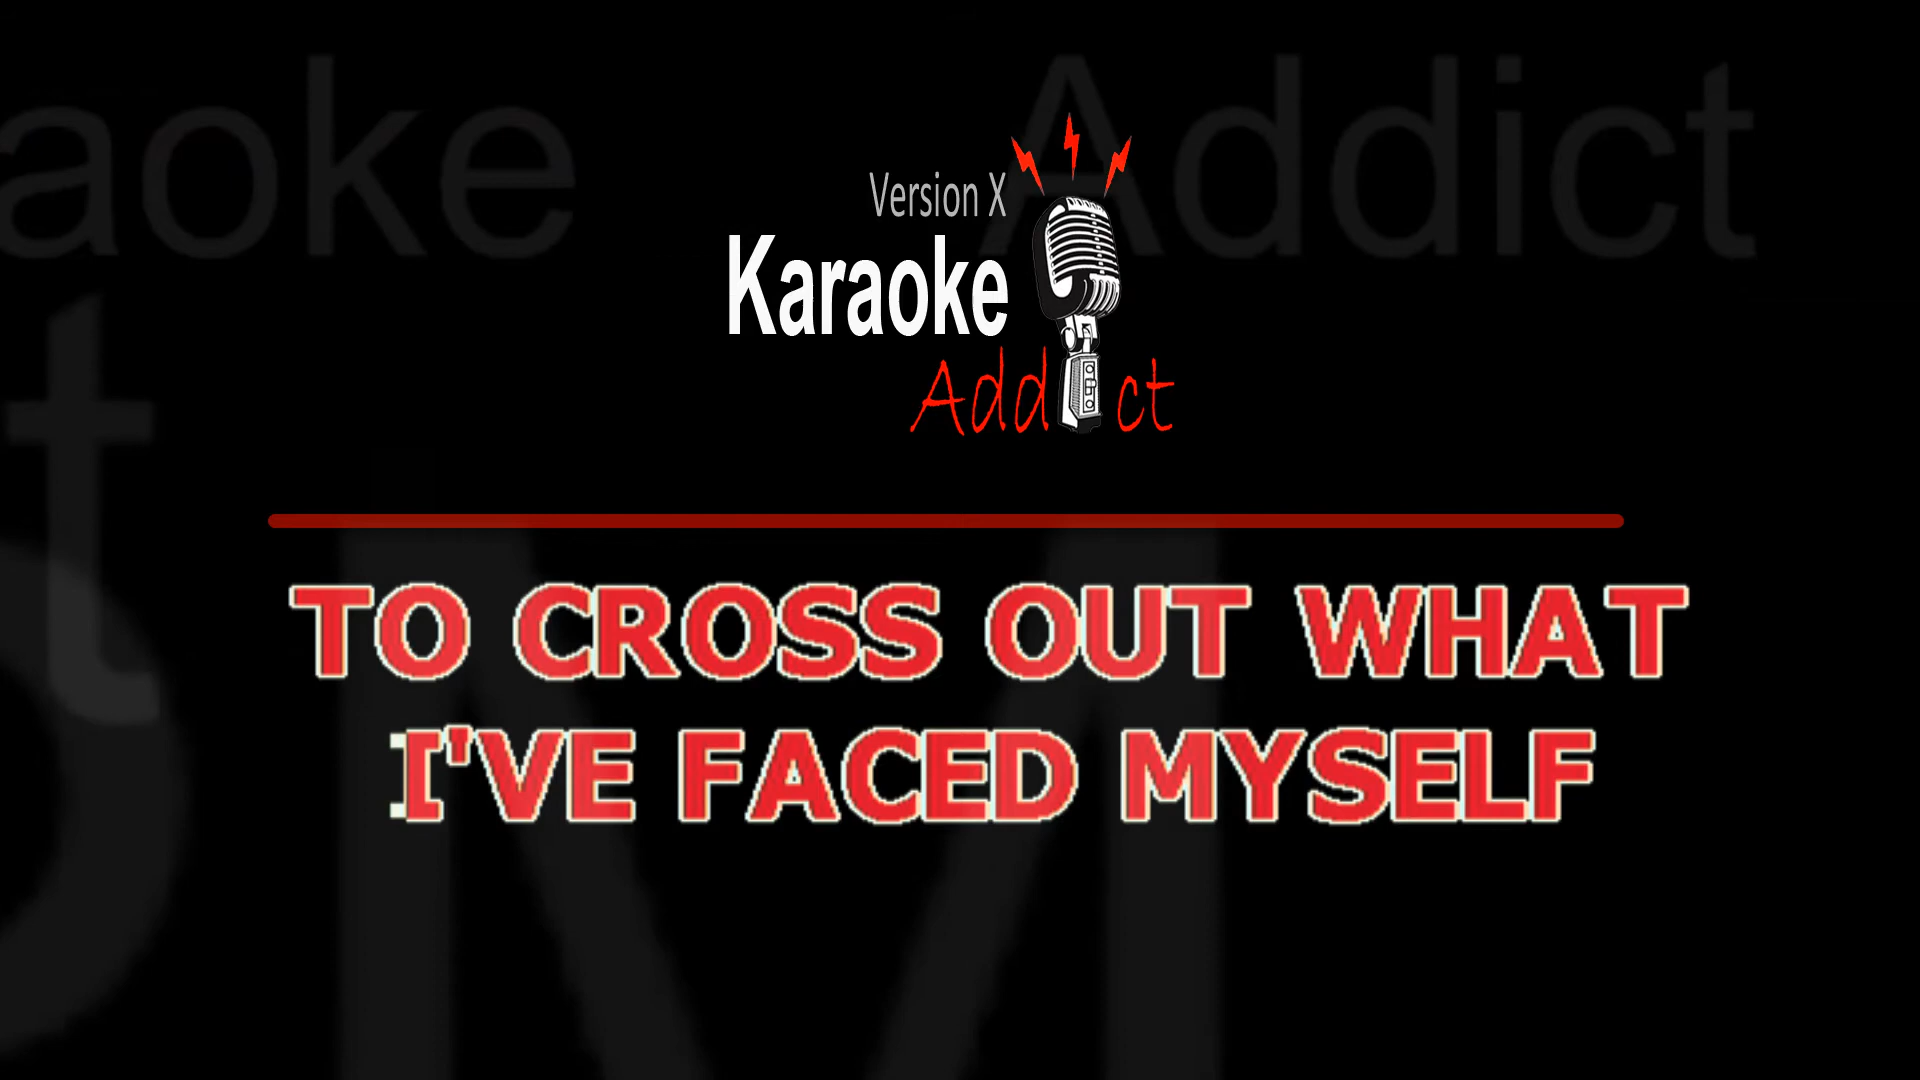 aoke Addict
Version X
Karaoke
Addict
t
M
TO CROSS OUT WHAT
I'VE FACED MYSELF